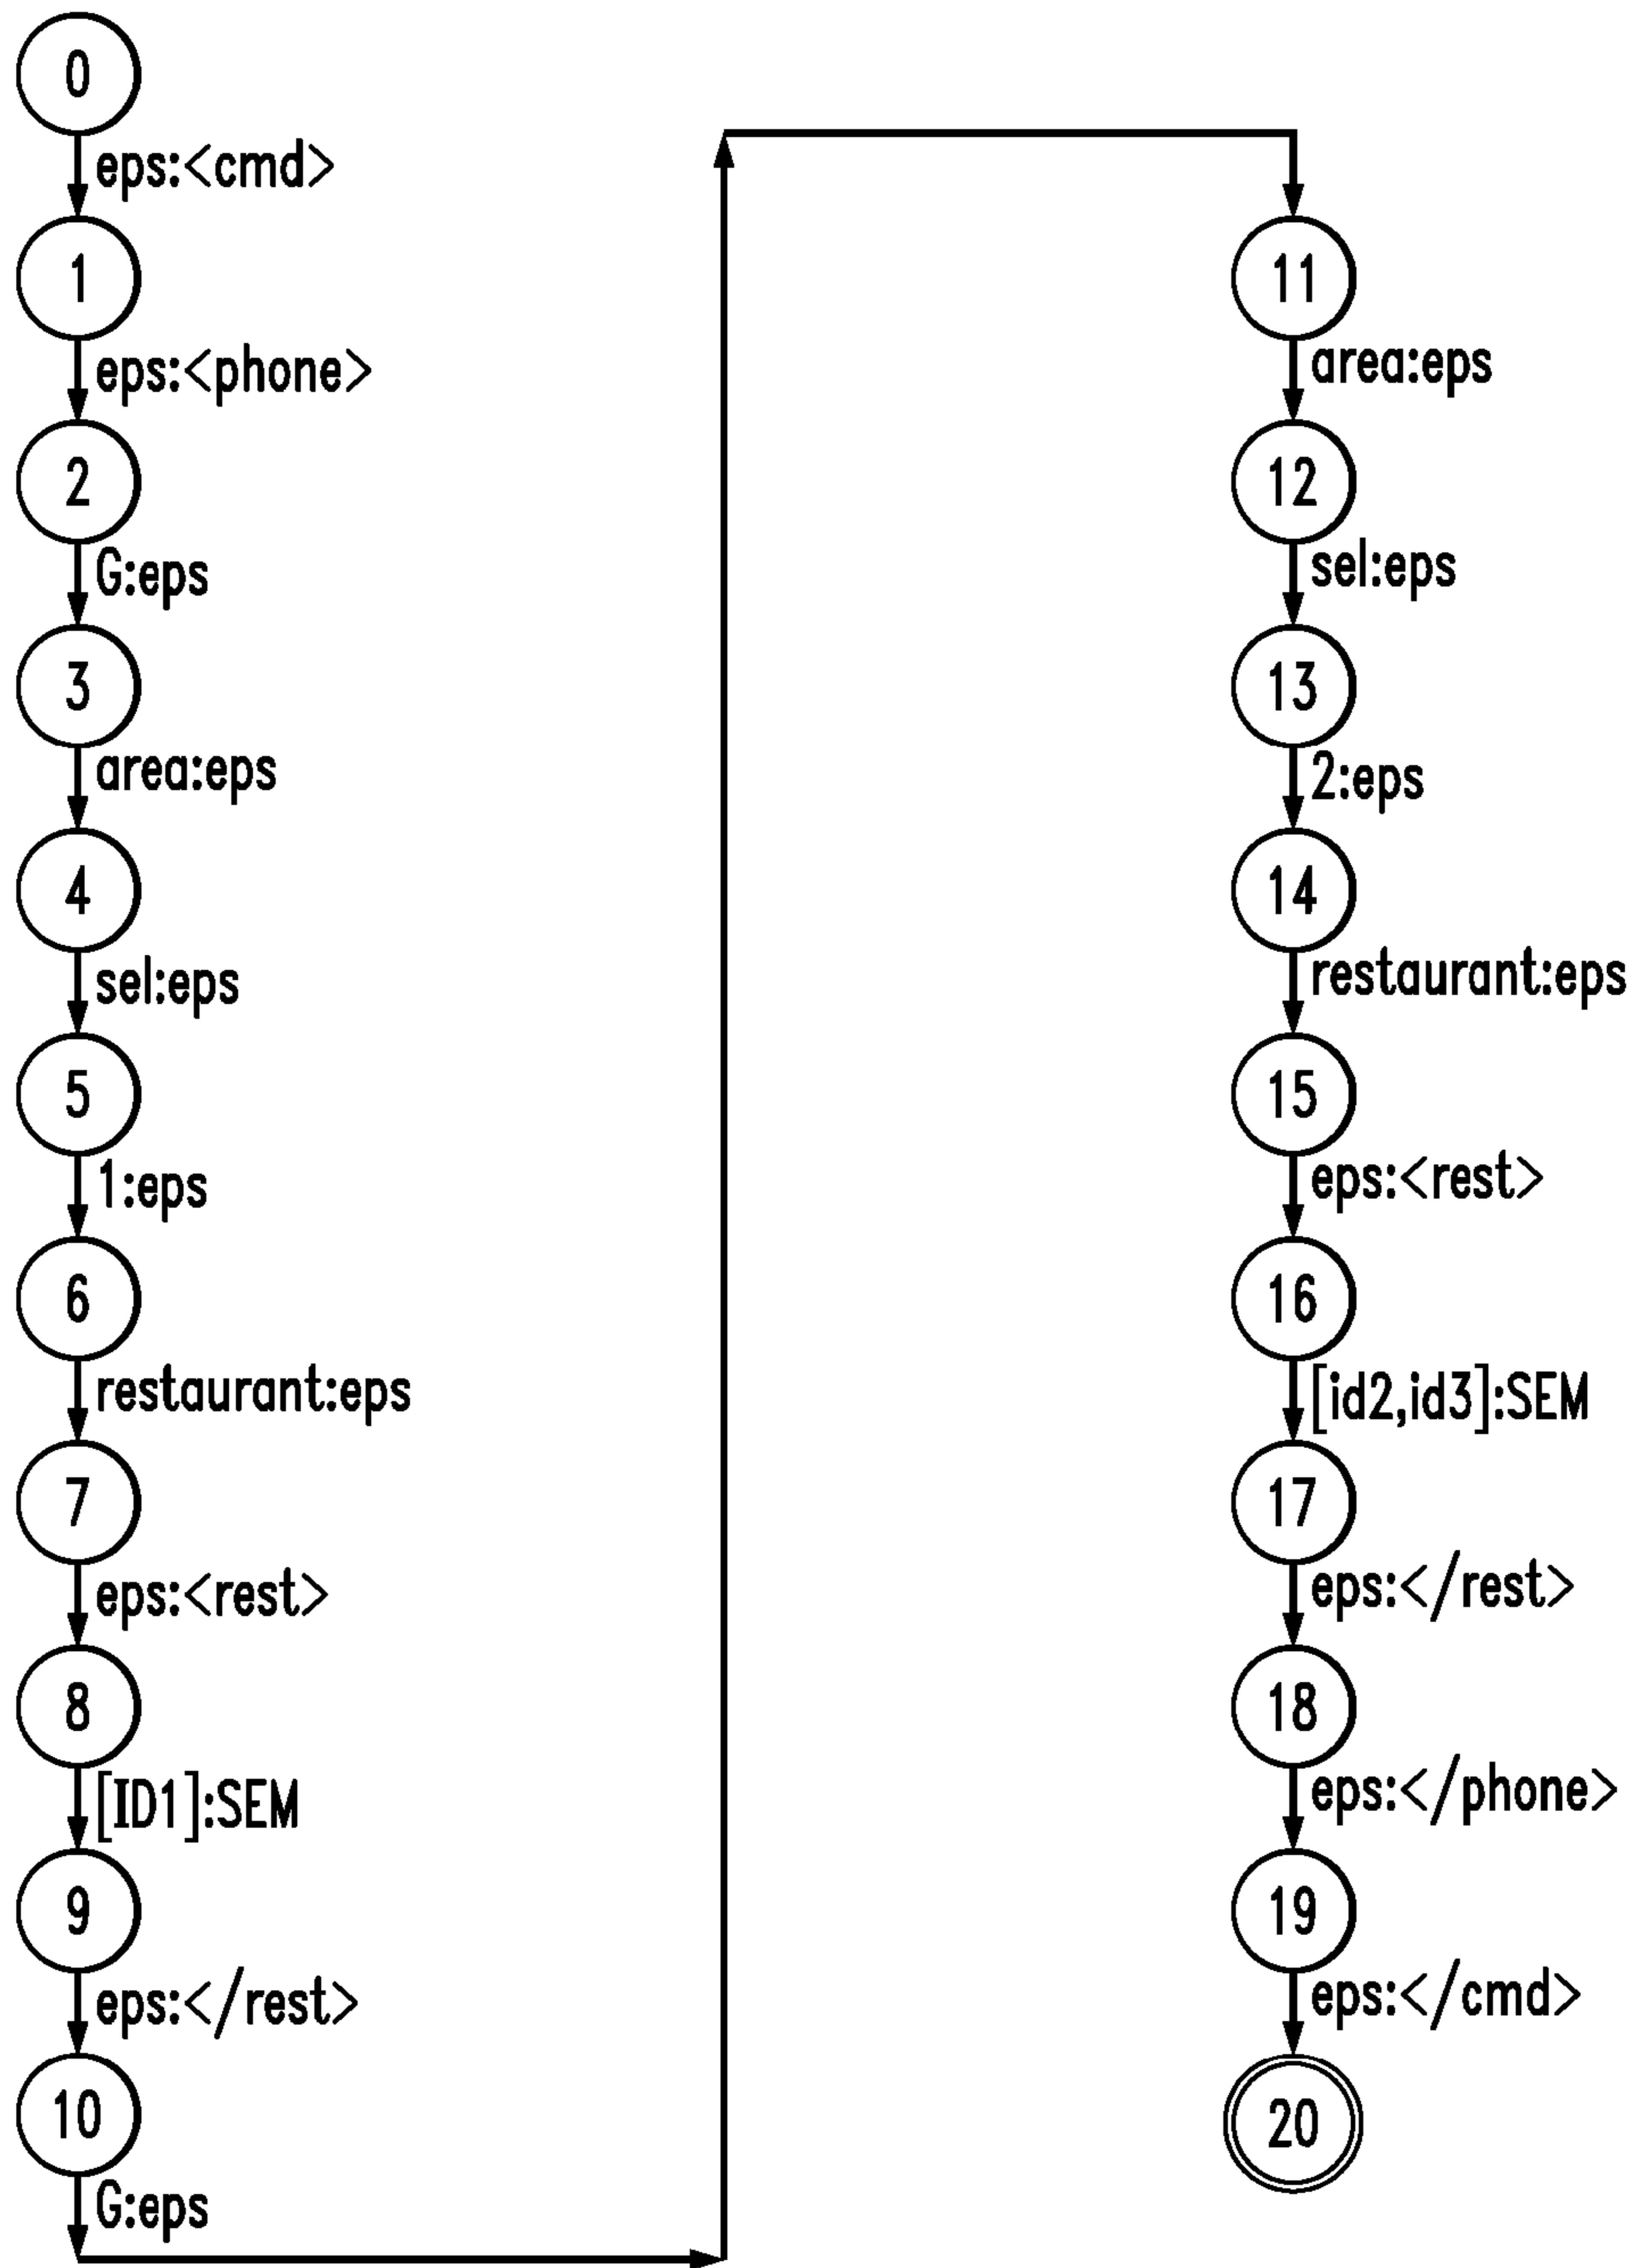 0
eps:<cmd>
1
eps:<phone>
2
G:eps
3
area:eps
4
sel:eps
5
1:eps
6
restaurant:eps
7
eps:<rest>
8
[ID1]:SEM
9
eps:</rest>
10
G:eps
11
area:eps
12
sel:eps
13
2:eps
14
restaurant:eps
15
eps:<rest>
16
[id2,id3]:SEM
17
eps:</rest>
18
eps:</phone>
19
eps:</cmd>
20